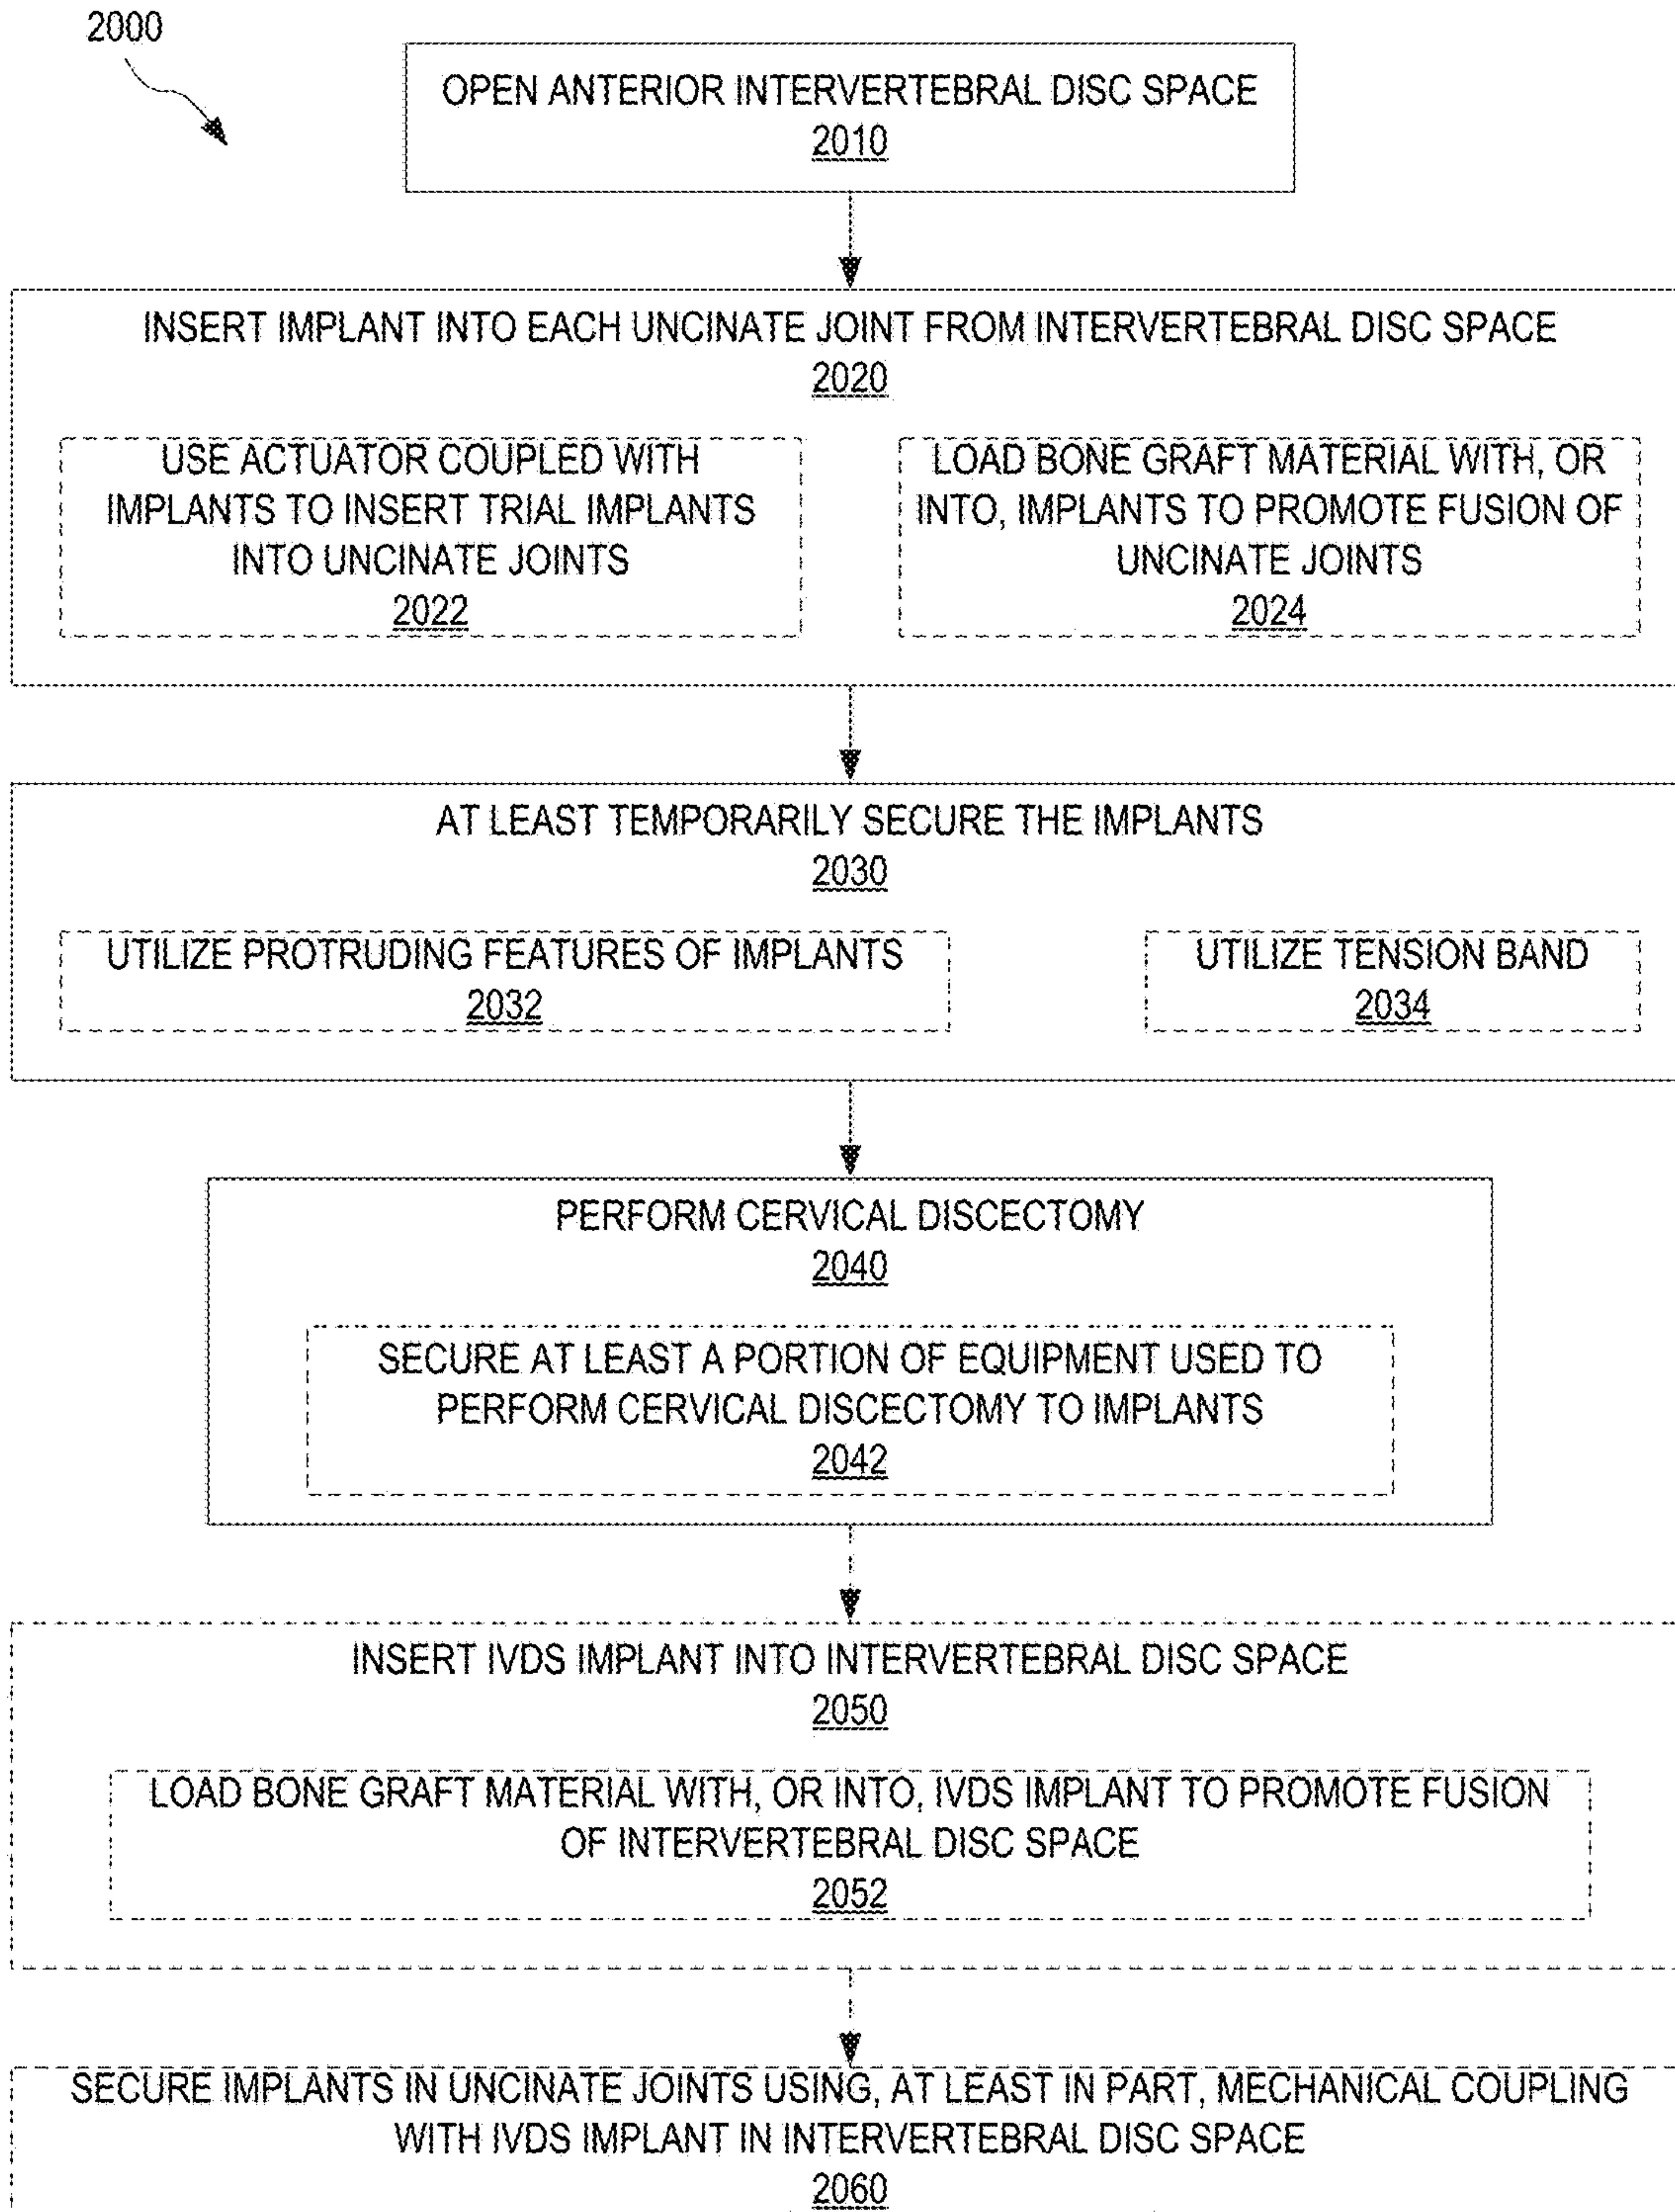 2000
OPEN ANTERIOR INTERVERTEBRAL DISC SPACE
2010
INSERT IMPLANT INTO EACH UNCINATE JOINT FROM INTERVERTEBRAL DISC SPACE
2020
USE ACTUATOR COUPLED WITH
IMPLANTS TO INSERT TRIAL IMPLANTS
INTO UNCINATE JOINTS
2022
LOAD BONE GRAFT MATERIAL WITH, OR
INTO, IMPLANTS TO PROMOTE FUSION OF
UNCINATE JOINTS
2024
AT LEAST TEMPORARILY SECURE THE IMPLANTS
2030
UTILIZE PROTRUDING FEATURES OF IMPLANTS
2032
UTILIZE TENSION BAND
2034
PERFORM CERVICAL DISCECTOMY
2040
SECURE AT LEAST A PORTION OF EQUIPMENT USED TO
PERFORM CERVICAL DISCECTOMY TO IMPLANTS
2042
INSERT IVDS IMPLANT INTO INTERVERTEBRAL DISC SPACE
2050
LOAD BONE GRAFT MATERIAL WITH, OR INTO, IVDS IMPLANT TO PROMOTE FUSION
OF INTERVERTEBRAL DISC SPACE
2052
SECURE IMPLANTS IN UNCINATE JOINTS USING, AT LEAST IN PART, MECHANICAL COUPLING
WITH IVDS IMPLANT IN INTERVERTEBRAL DISC SPACE
2060